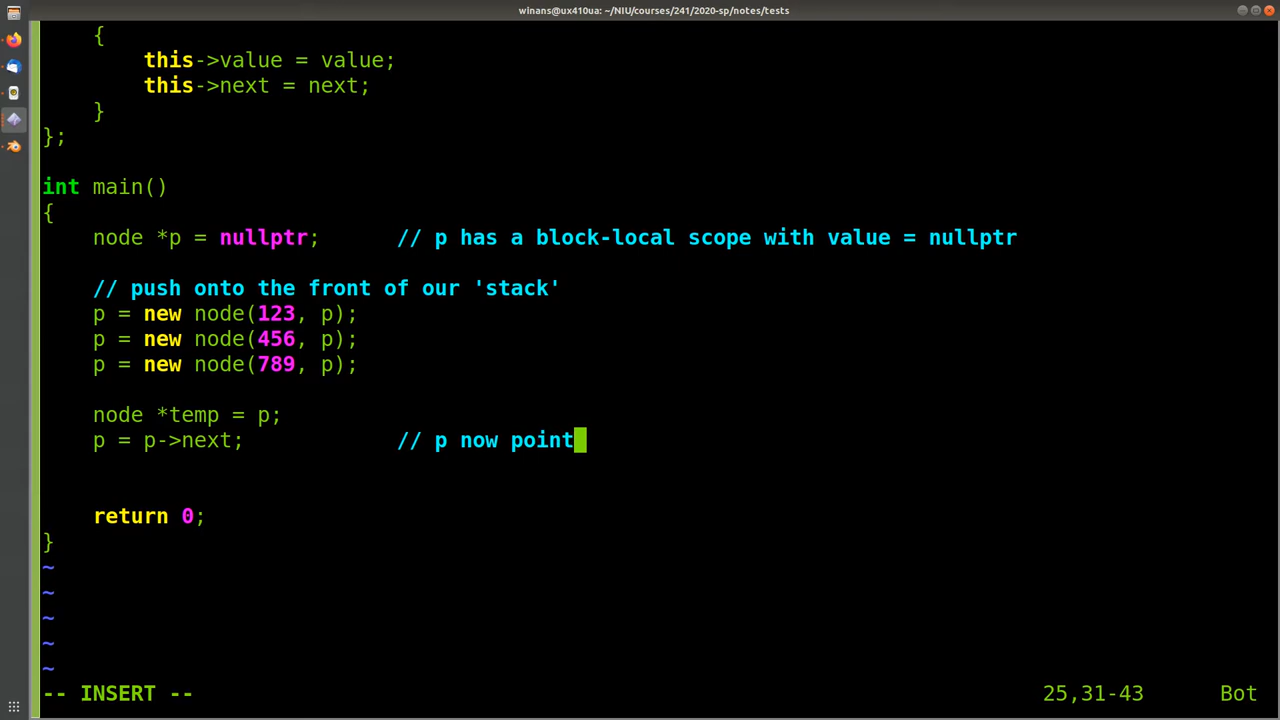 winans@ux410ua: ~/NIU/courses/241/2020-sp/notes/tests
{
this->value = value;
this->next = next;
}
};
int main()
{
node *p = nullptr; // p has a block-local scope with value = nullptr
// push onto the front of our 'stack'
p = new node(123, p);
p = new node(456, p);
p = new node(789, p);
node *temp = p;
p = p->next; // p now point
return 0;
}
~
~
~
~
~
-- INSERT -- 25,31-43 Bot